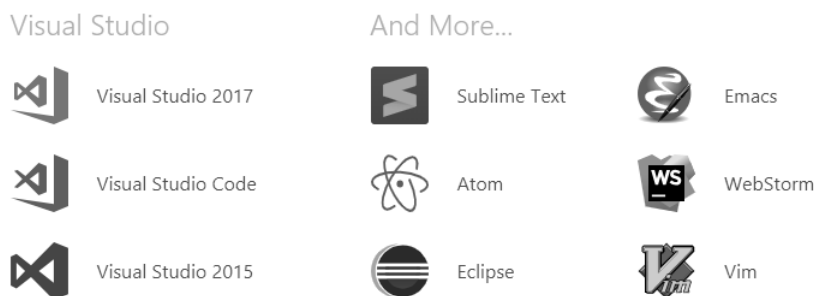 Visual Studio
And More...
Visual Studio 2017
Sublime Text
Emacs
Visual Studio Code
Atom
WS
WebStorm
Visual Studio 2015
Eclipse
Vim
Vim